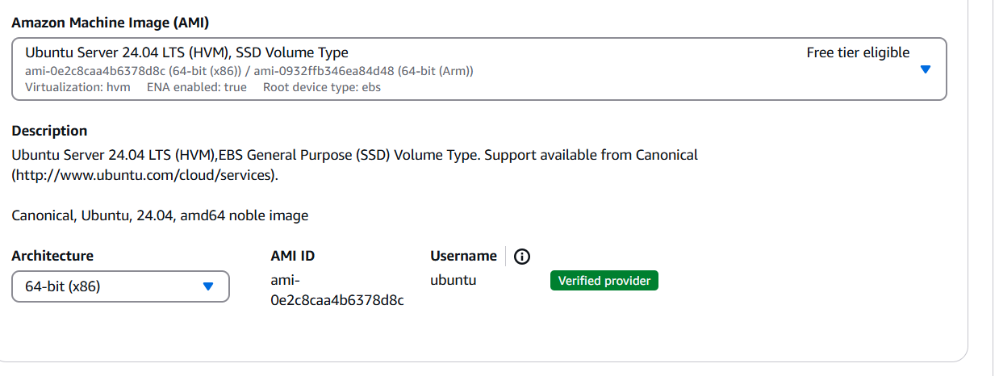 Amazon Machine Image (AMI)
Ubuntu Server 24.04 LTS (HVM), SSD Volume Type
Free tier eligible
ami-0e2c8caa4b6378d8c (64-bit (x86)) / ami-0932ffb346ea84d48 (64-bit (Arm))
Virtualization: hvm ENA enabled: true Root device type: ebs
Description
Ubuntu Server 24.04 LTS (HVM),EBS General Purpose (SSD) Volume Type. Support available from Canonical
(http://www.ubuntu.com/cloud/services).
Canonical, Ubuntu, 24.04, amd64 noble image
Architecture
64-bit (x86)
AMI ID
ami-
0e2c8caa4b6378d8c
Username
ubuntu
Verified provider